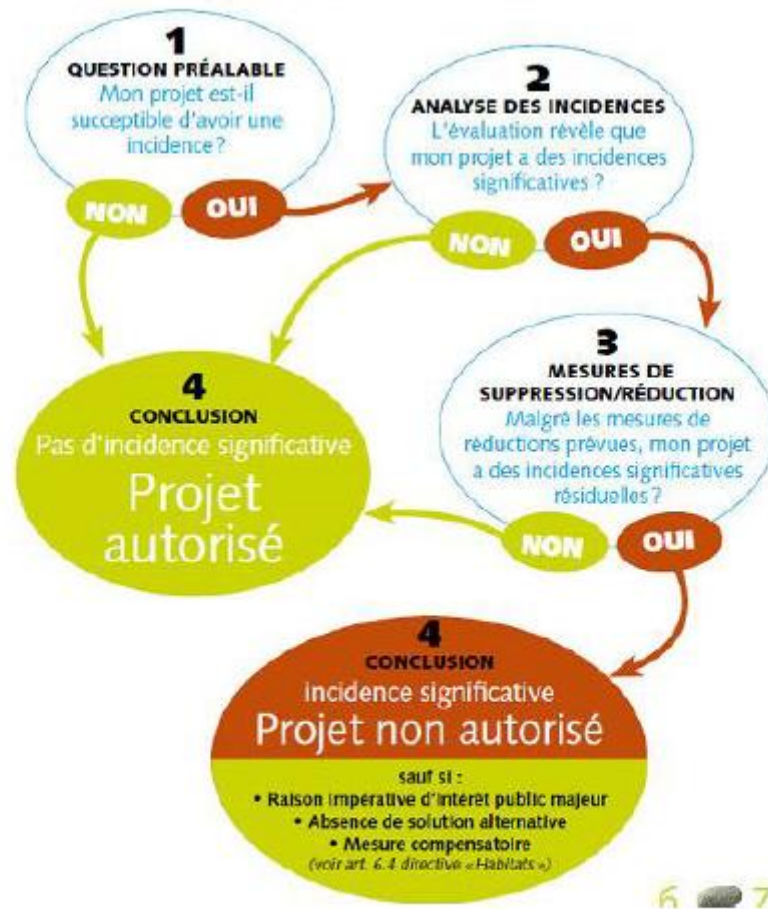 1
QUESTION PRÉALABLE
Mon projet est-il
succeptible d'avoir une
incidence ?
NON
OUI
2
ANALYSE DES INCIDENCES
L'évaluation révèle que
mon projet a des incidences
significatives ?
NON
OUI
3
MESURES DE
SUPPRESSION/RÉDUCTION
Malgré les mesures de
réductions prévues, mon projet
a des incidences significatives
résiduelles ?
NON
OUI
4
CONCLUSION
Pas d'incidence significative
Projet
autorisé
4
CONCLUSION
incidence significative
Projet non autorisé
sauf si :
• Raison impérative d'intérêt public majeur
• Absence de solution alternative
• Mesure compensatoire
(voir art. 6.4 directive «Habitats»)
6 7